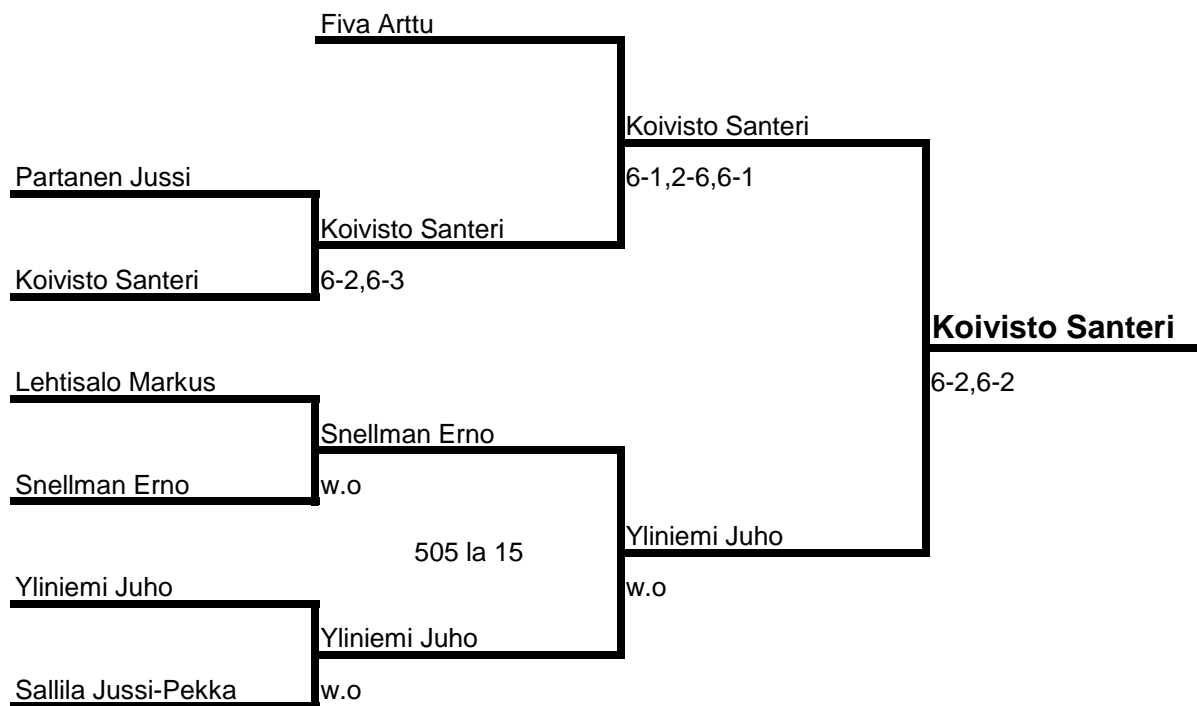 Fiva Arttu
Koivisto Santeri
Partanen Jussi
6-1,2-6,6-1
Koivisto Santeri
Koivisto Santeri
6-2,6-3
Koivisto Santeri
Lehtisalo Markus
6-2,6-2
Snellman Erno
Snellman Erno
w.o
505 la 15
Yliniemi Juho
Yliniemi Juho
w.o
Yliniemi Juho
Sallila Jussi-Pekka
w.o